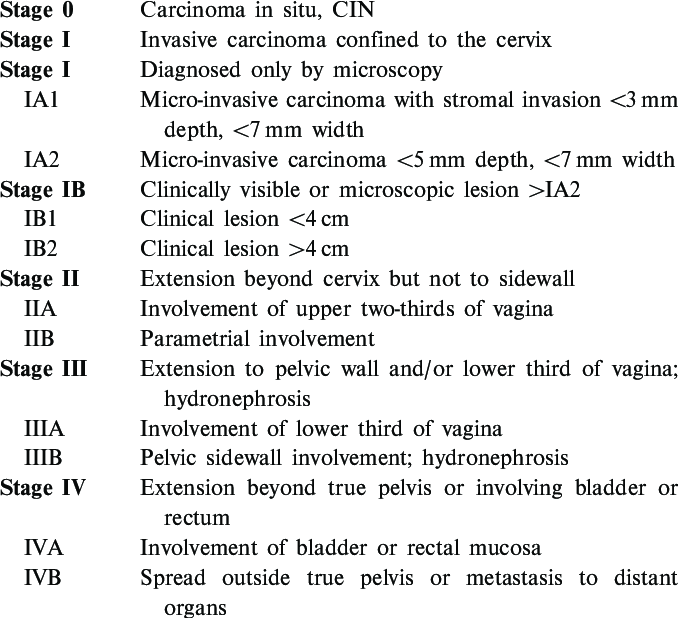 Stage 0 Carcinoma in situ, CIN
Stage I Invasive carcinoma confined to the cervix
Stage I Diagnosed only by microscopy
IA1 Micro-invasive carcinoma with stromal invasion <3 mm
depth, <7 mm width
IA2 Micro-invasive carcinoma <5 mm depth, <7 mm width
Stage IB Clinically visible or microscopic lesion >IA2
IB1 Clinical lesion <4 cm
IB2 Clinical lesion >4 cm
Stage II Extension beyond cervix but not to sidewall
IIA Involvement of upper two-thirds of vagina
IIB Parametrial involvement
Stage III Extension to pelvic wall and/or lower third of vagina;
hydronephrosis
IIIA Involvement of lower third of vagina
IIIB Pelvic sidewall involvement; hydronephrosis
Stage IV Extension beyond true pelvis or involving bladder or
rectum
IVA Involvement of bladder or rectal mucosa
IVB Spread outside true pelvis or metastasis to distant
organs